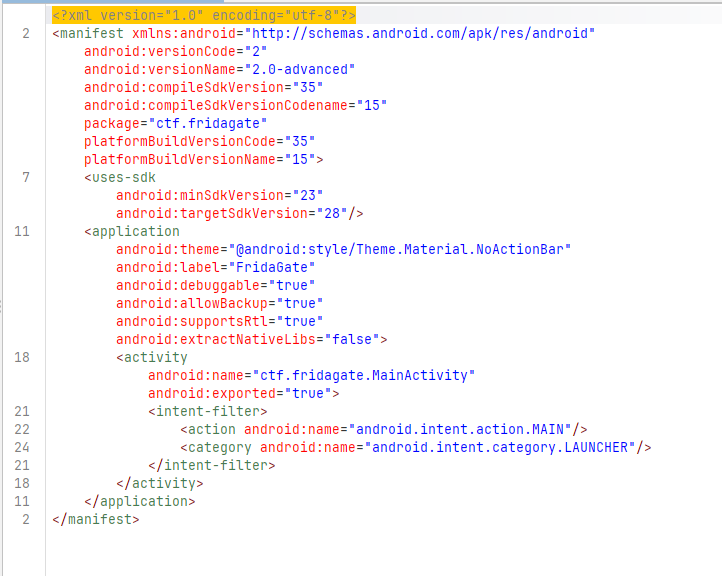 <?xml version="1.0" encoding="utf-8"?>
2 <manifest xmlns:android="http://schemas.android.com/apk/res/android"
android:versionCode="2"
android:versionName="2.0-advanced"
android:compileSdkVersion="35"
android:compileSdkVersionCodename="15"
package="ctf.fridagate"
platformBuildVersionCode="35"
platformBuildVersionName="15">
7 <uses-sdk
android:minSdkVersion="23"
android:targetSdkVersion="28"/>
11 <application
android:theme="@android:style/Theme.Material.NoActionBar"
android:label="FridaGate"
android:debuggable="true"
android:allowBackup="true"
android:supportsRtl="true"
android:extractNativeLibs="false">
18 <activity
android:name="ctf.fridagate.MainActivity"
android:exported="true">
21 <intent-filter>
22 <action android:name="android.intent.action.MAIN"/>
24 <category android:name="android.intent.category.LAUNCHER"/>
21 </intent-filter>
18 </activity>
11 </application>
2 </manifest>